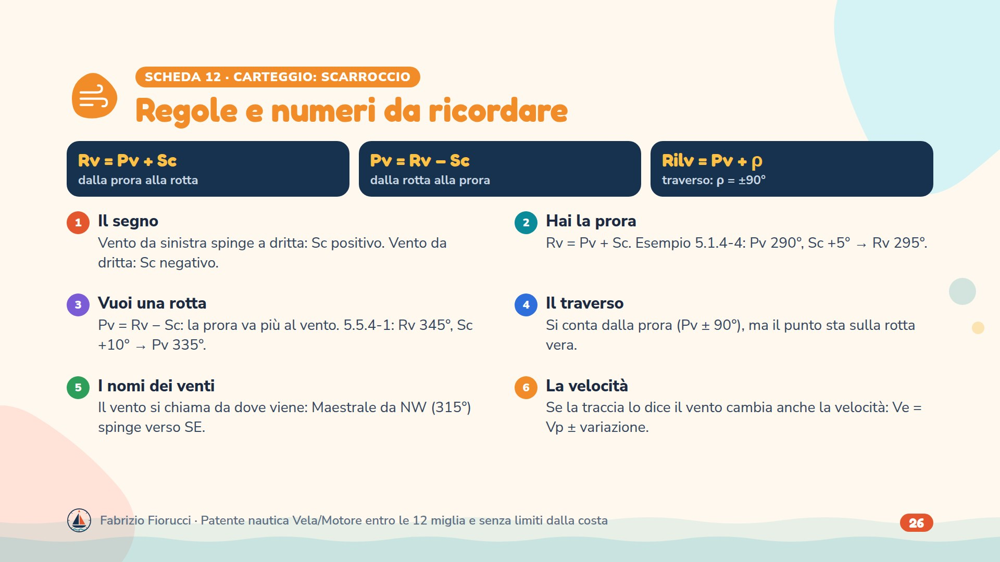 SCHEDA 12 · CARTEGGIO: SCARROCCIO
Regole e numeri da ricordare
Rv = Pv + Sc
dalla prora alla rotta
Pv = Rv − Sc
dalla rotta alla prora
Rilv = Pv + ρ
traverso: ρ = ±90°
1
Il segno
Vento da sinistra spinge a dritta: Sc positivo. Vento da
dritta: Sc negativo.
2
Hai la prora
Rv = Pv + Sc. Esempio 5.1.4-4: Pv 290°, Sc +5° → Rv 295°.
3
Vuoi una rotta
Pv = Rv − Sc: la prora va più al vento. 5.5.4-1: Rv 345°, Sc
+10° → Pv 335°.
4
Il traverso
Si conta dalla prora (Pv ± 90°), ma il punto sta sulla rotta
vera.
5
I nomi dei venti
Il vento si chiama da dove viene: Maestrale da NW (315°)
spinge verso SE.
6
La velocità
Se la traccia lo dice il vento cambia anche la velocità: Ve =
Vp ± variazione.
Fabrizio Fiorucci · Patente nautica Vela/Motore entro le 12 miglia e senza limiti dalla costa
26